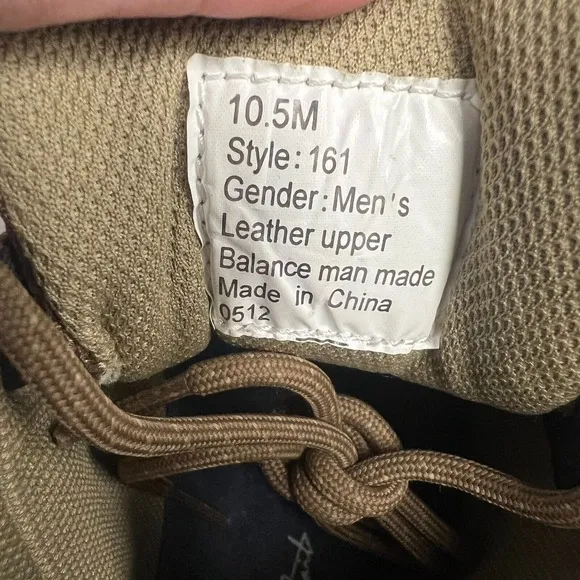 10.5M
Style: 161
Gender: Men's
Leather upper
Balance man made
Made in China
0512